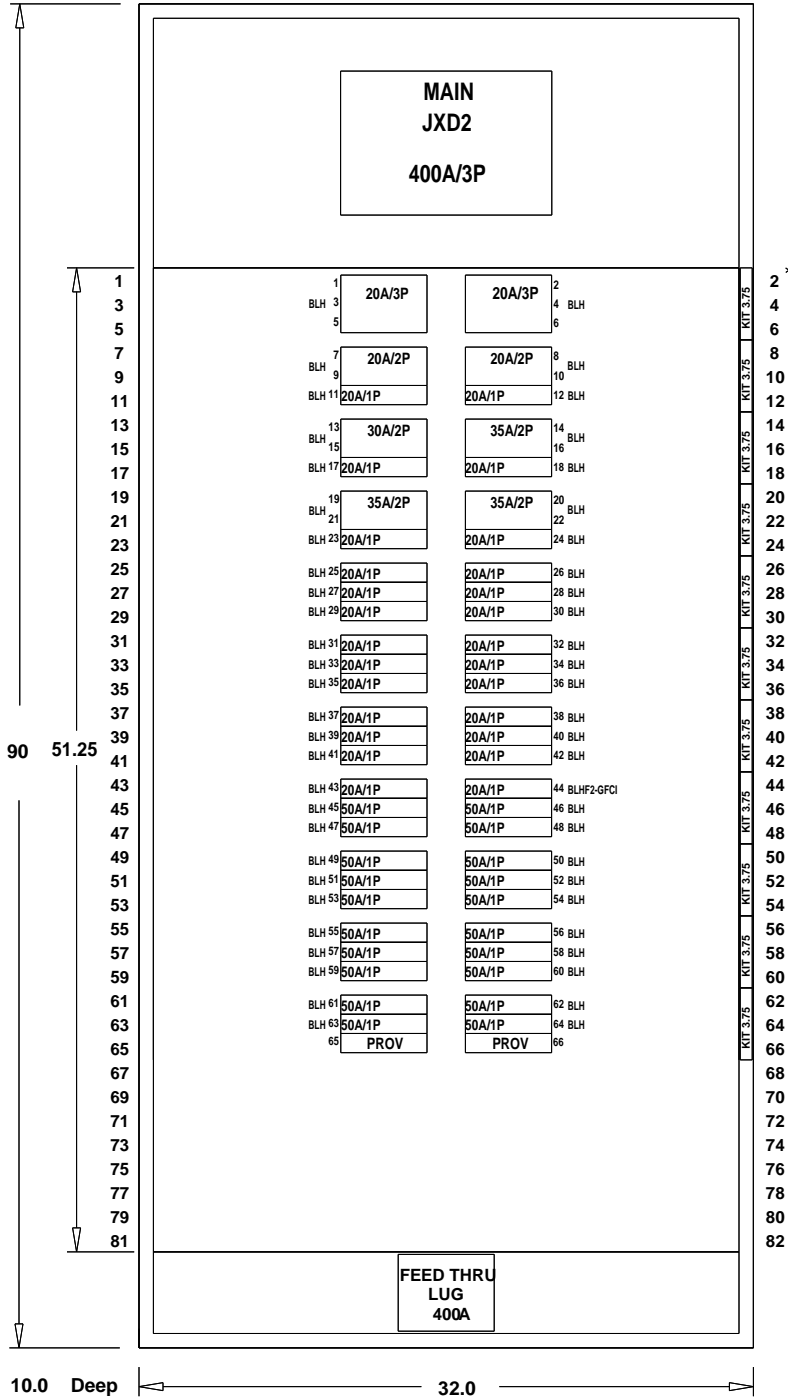 MAIN
JXD2
400A/3P
1 1 20A/3P 20A/3P 2 2
3 BLH 3 4 BLH 4
5 5 6 6
KIT 3.75
7 7 20A/2P 20A/2P 8 8
9 BLH 9 10 BLH 10
11 BLH 11 20A/1P 20A/1P 12 BLH 12
KIT 3.75
13 13 30A/2P 35A/2P 14 14
15 BLH 15 16 BLH 16
17 BLH 17 20A/1P 20A/1P 18 BLH 18
KIT 3.75
19 19 35A/2P 35A/2P 20 20
21 BLH 21 22 BLH 22
23 BLH 23 20A/1P 20A/1P 24 BLH 24
KIT 3.75
25 BLH 25 20A/1P 20A/1P 26 BLH 26
27 BLH 27 20A/1P 20A/1P 28 BLH 28
29 BLH 29 20A/1P 20A/1P 30 BLH 30
KIT 3.75
31 BLH 31 20A/1P 20A/1P 32 BLH 32
33 BLH 33 20A/1P 20A/1P 34 BLH 34
35 BLH 35 20A/1P 20A/1P 36 BLH 36
KIT 3.75
37 BLH 37 20A/1P 20A/1P 38 BLH 38
39 BLH 39 20A/1P 20A/1P 40 BLH 40
41 BLH 41 20A/1P 20A/1P 42 BLH 42
KIT 3.75
90 51.25
43 BLH 43 20A/1P 20A/1P 44 BLHF2-GFCI 44
45 BLH 45 50A/1P 50A/1P 46 BLH 46
47 BLH 47 50A/1P 50A/1P 48 BLH 48
KIT 3.75
49 BLH 49 50A/1P 50A/1P 50 BLH 50
51 BLH 51 50A/1P 50A/1P 52 BLH 52
53 BLH 53 50A/1P 50A/1P 54 BLH 54
KIT 3.75
55 BLH 55 50A/1P 50A/1P 56 BLH 56
57 BLH 57 50A/1P 50A/1P 58 BLH 58
59 BLH 59 50A/1P 50A/1P 60 BLH 60
KIT 3.75
61 BLH 61 50A/1P 50A/1P 62 BLH 62
63 BLH 63 50A/1P 50A/1P 64 BLH 64
65 65 PROV PROV 66 66
KIT 3.75
67 68
69 70
71 72
73 74
75 76
77 78
79 80
81 82
FEED THRU
LUG
400A
10.0 Deep 32.0